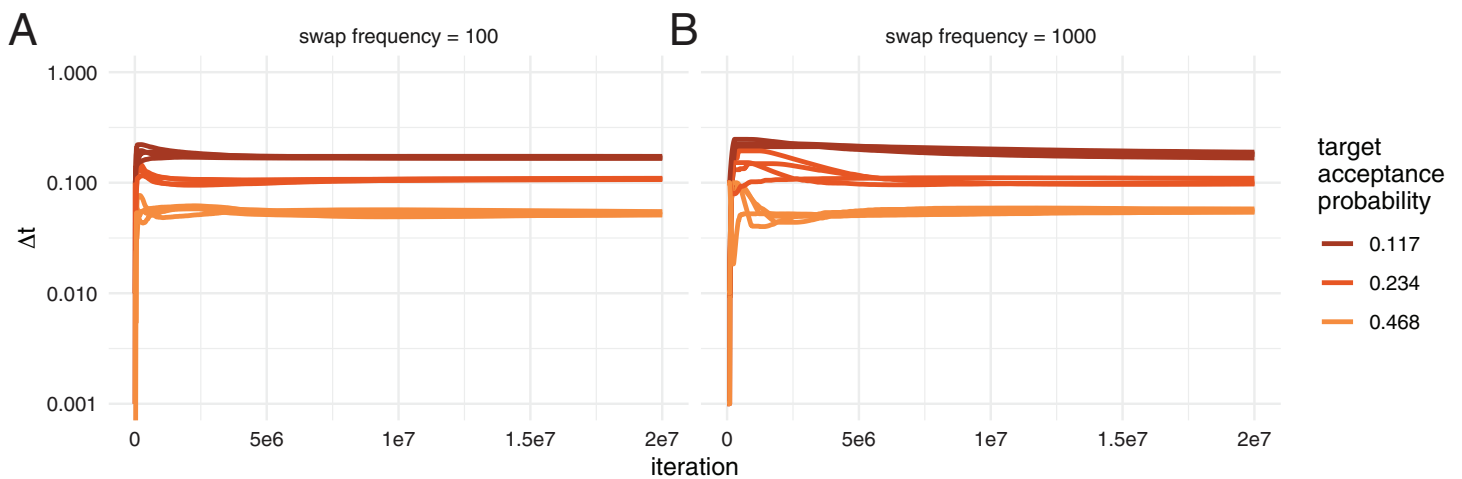 A
swap frequency = 100
B
swap frequency = 1000
1.000
0.100
0.010
0.001
Δt
0
5e6
1e7
1.5e7
2e7
0
5e6
1e7
1.5e7
2e7
iteration
target
acceptance
probability
0.117
0.234
0.468